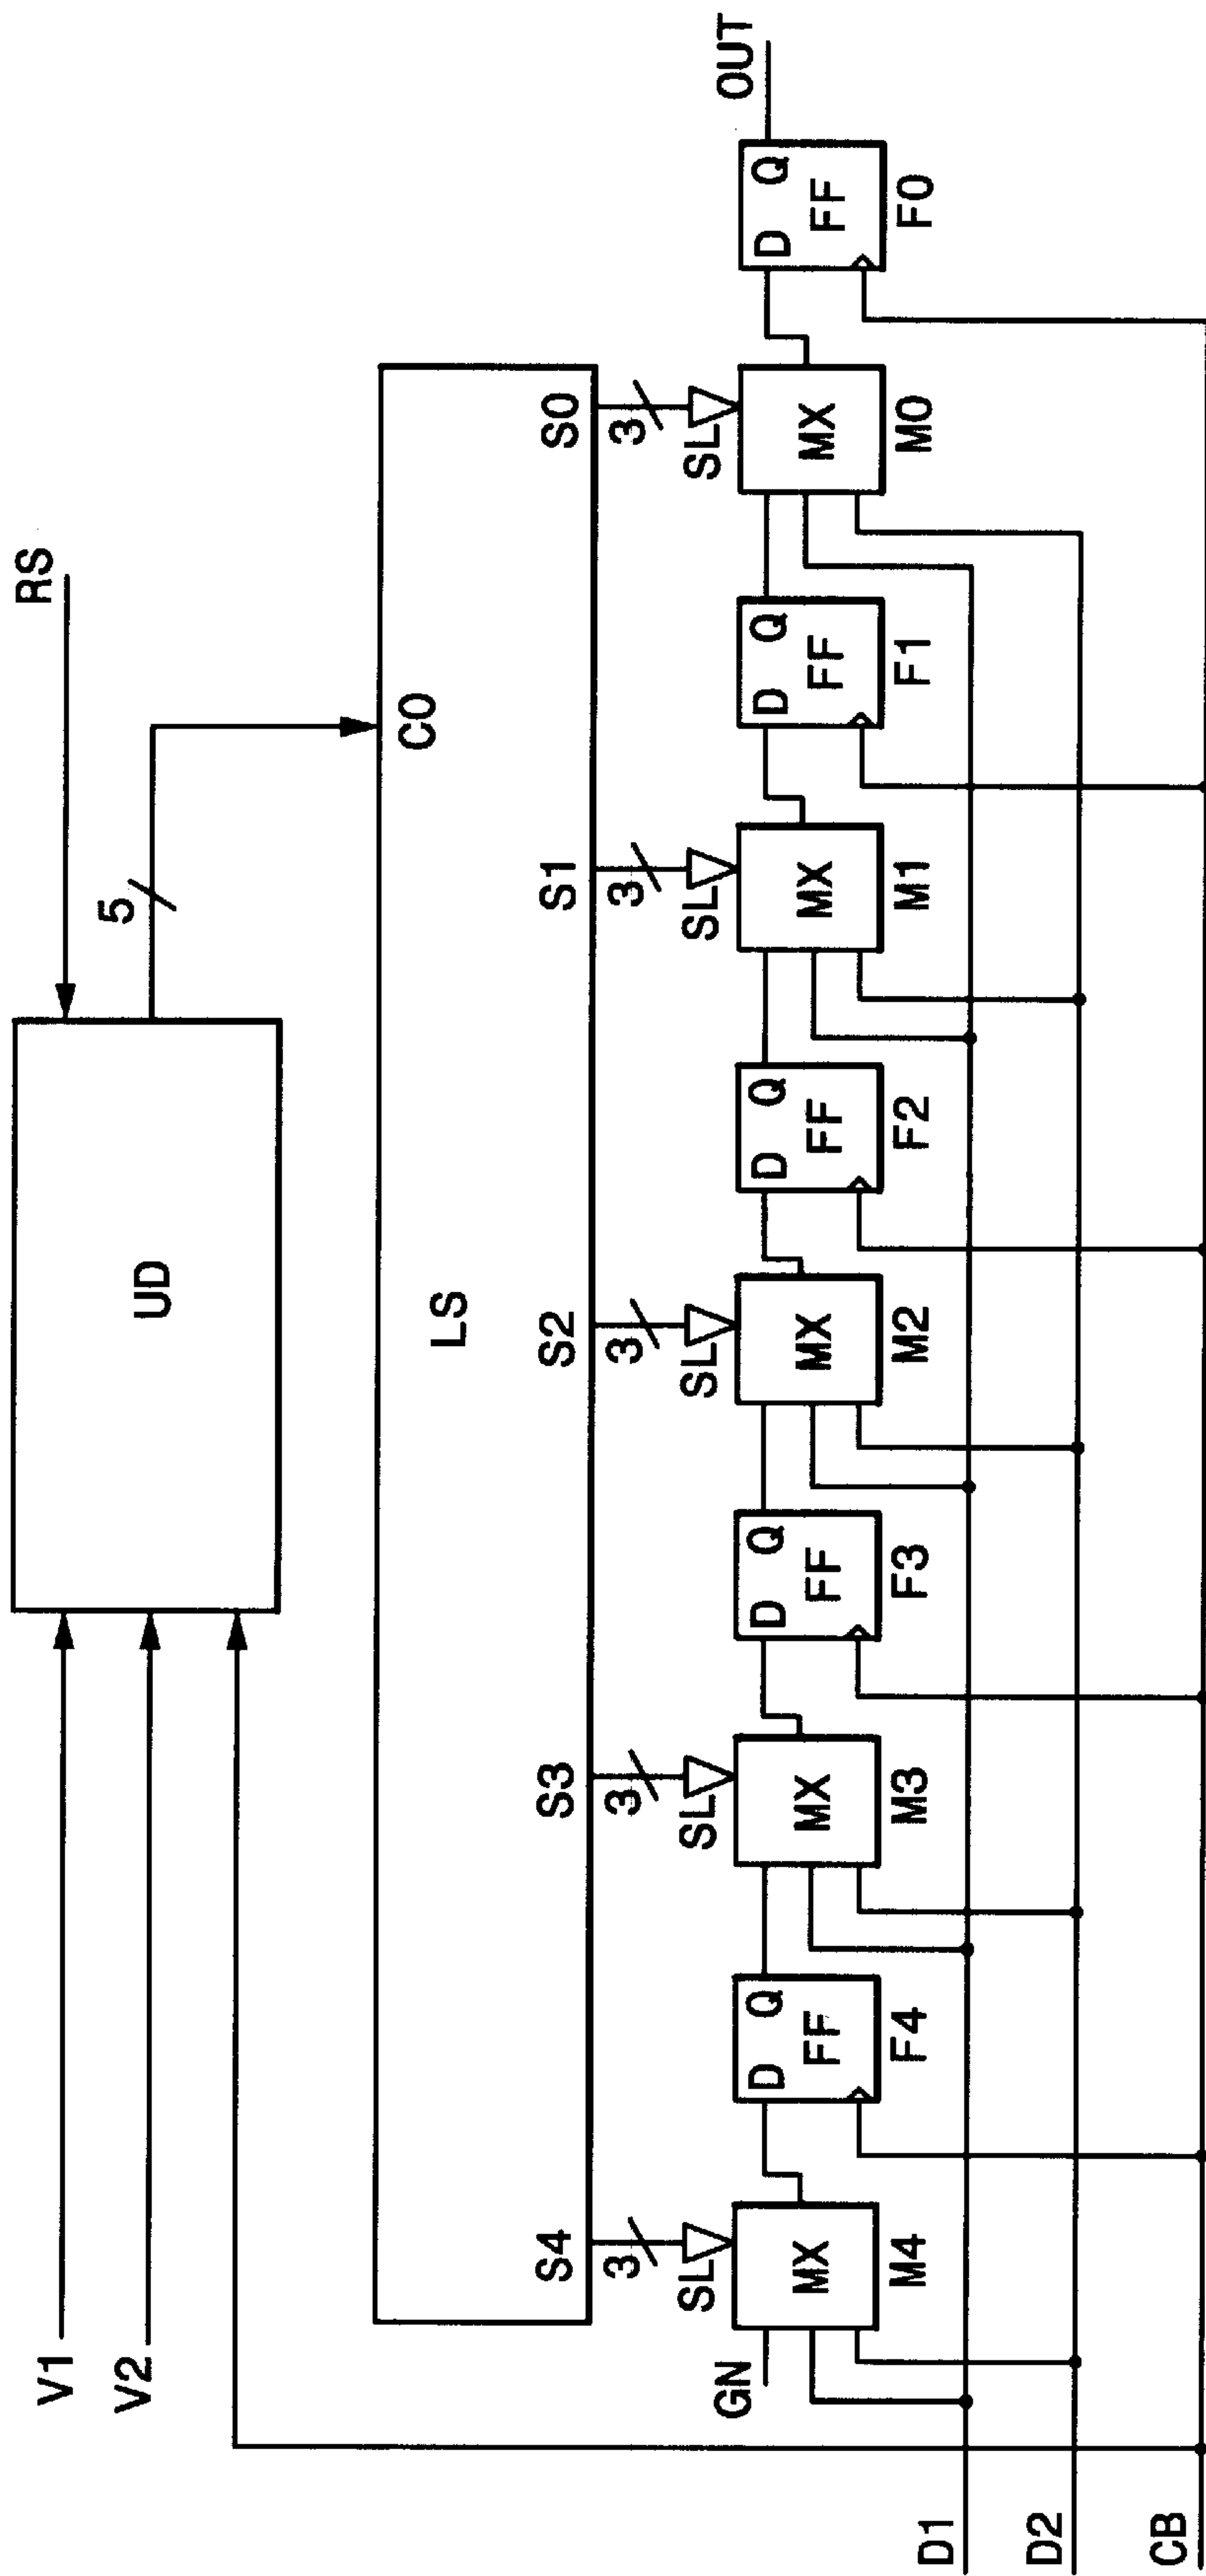 V1
V2
UD
RS
5
C0
LS
S4 S3 S2 S1 S0
3 3 3 3 3
SL SL SL SL SL
GN
MX D Q MX D Q MX D Q MX D Q MX D Q OUT
FF FF FF FF FF
M4 F4 M3 F3 M2 F2 M1 F1 M0 F0
D1
D2
CB